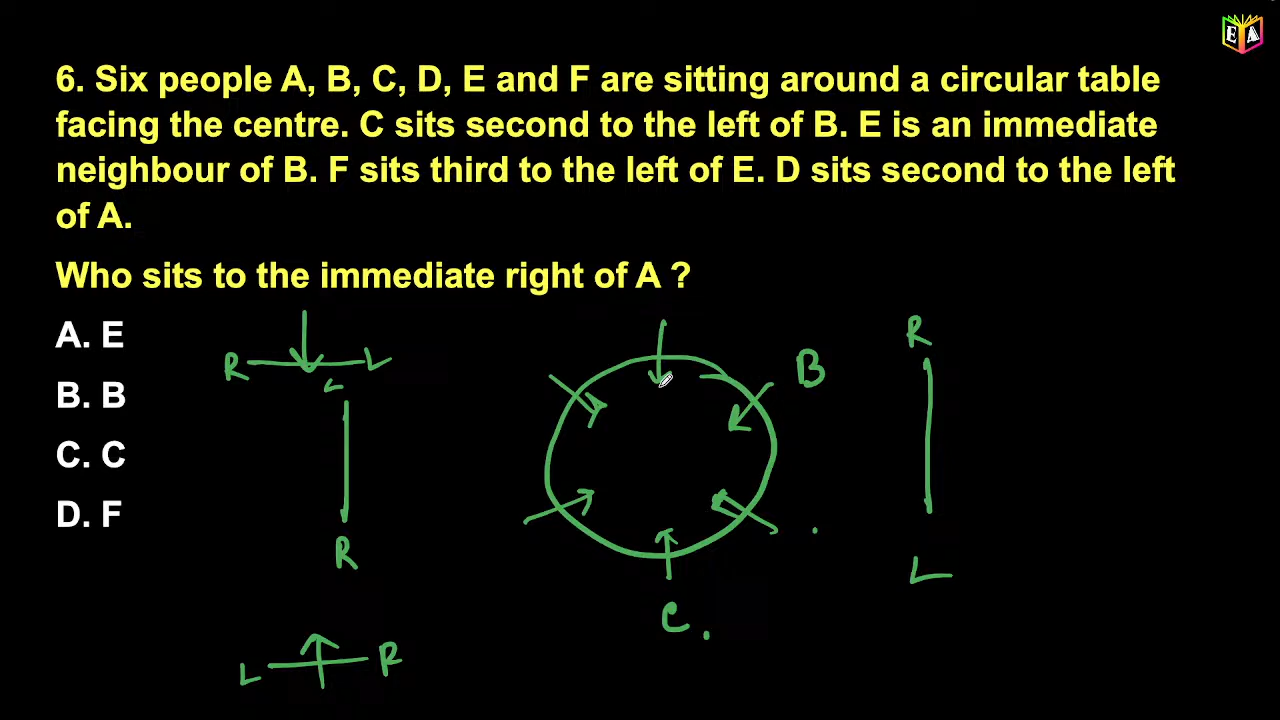 EA
6. Six people A, B, C, D, E and F are sitting around a circular table
facing the centre. C sits second to the left of B. E is an immediate
neighbour of B. F sits third to the left of E. D sits second to the left
of A.
Who sits to the immediate right of A ?
A. E
B. B
C. C
D. F
R L
L
R
L R
B
C
R
L